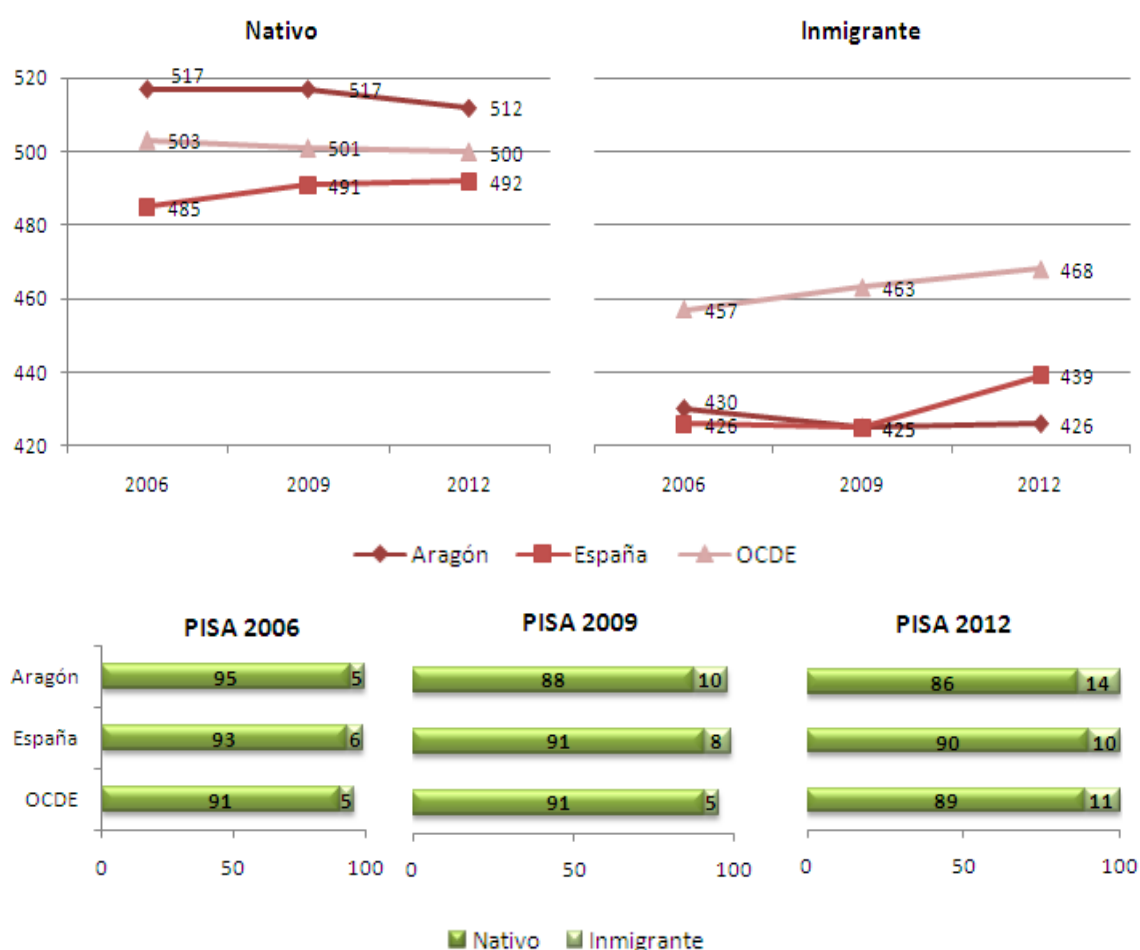 Nativo
Inmigrante
520
500
480
460
440
420
517
517
512
503
501
500
485
491
492
457
463
468
430
426
425
425
439
426
2006
2009
2012
2006
2009
2012
Aragón España OCDE
PISA 2006
PISA 2009
PISA 2012
Aragón 95 5 88 10 86 14
España 93 6 91 8 90 10
OCDE 91 5 91 5 89 11
0 50 100 0 50 100 0 50 100
Nativo Inmigrante